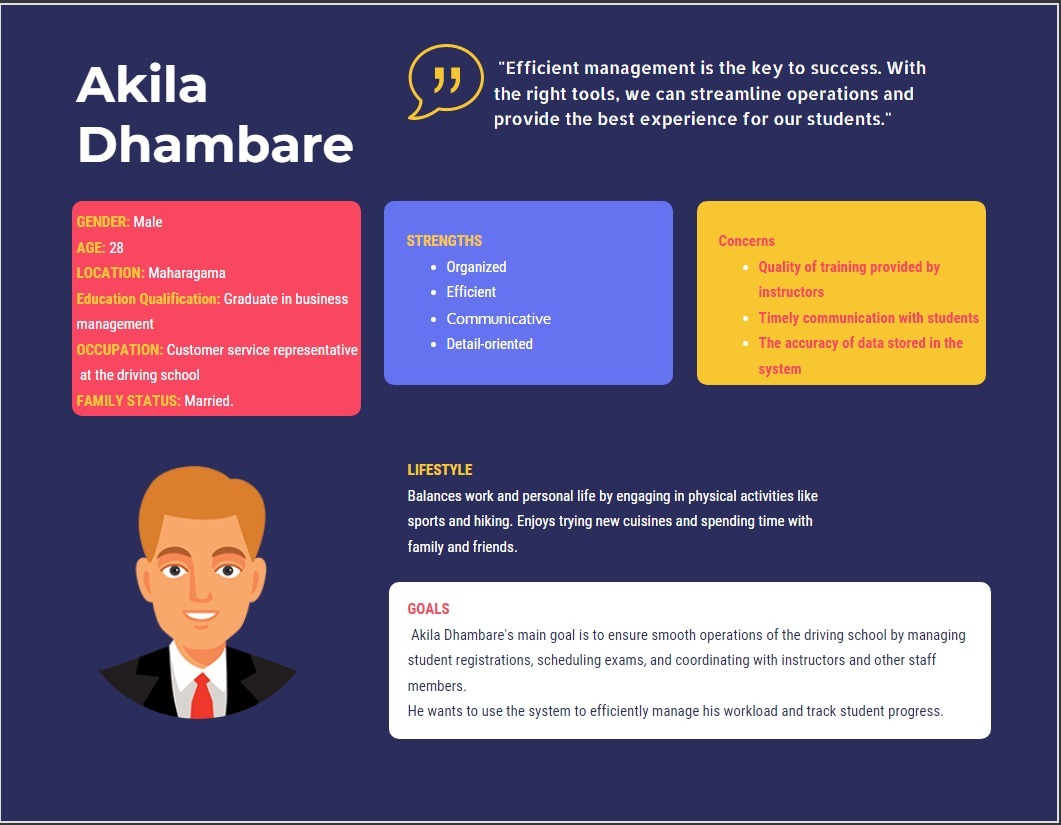 Akila
Dhambare
"Efficient management is the key to success. With
the right tools, we can streamline operations and
provide the best experience for our students."
GENDER: Male
AGE: 28
LOCATION: Maharagama
Education Qualification: Graduate in business
management
OCCUPATION: Customer service representative
at the driving school
FAMILY STATUS: Married.
STRENGTHS
• Organized
• Efficient
• Communicative
• Detail-oriented
Concerns
• Quality of training provided by
instructors
• Timely communication with students
• The accuracy of data stored in the
system
LIFESTYLE
Balances work and personal life by engaging in physical activities like
sports and hiking. Enjoys trying new cuisines and spending time with
family and friends.
GOALS
Akila Dhambare's main goal is to ensure smooth operations of the driving school by managing
student registrations, scheduling exams, and coordinating with instructors and other staff
members.
He wants to use the system to efficiently manage his workload and track student progress.